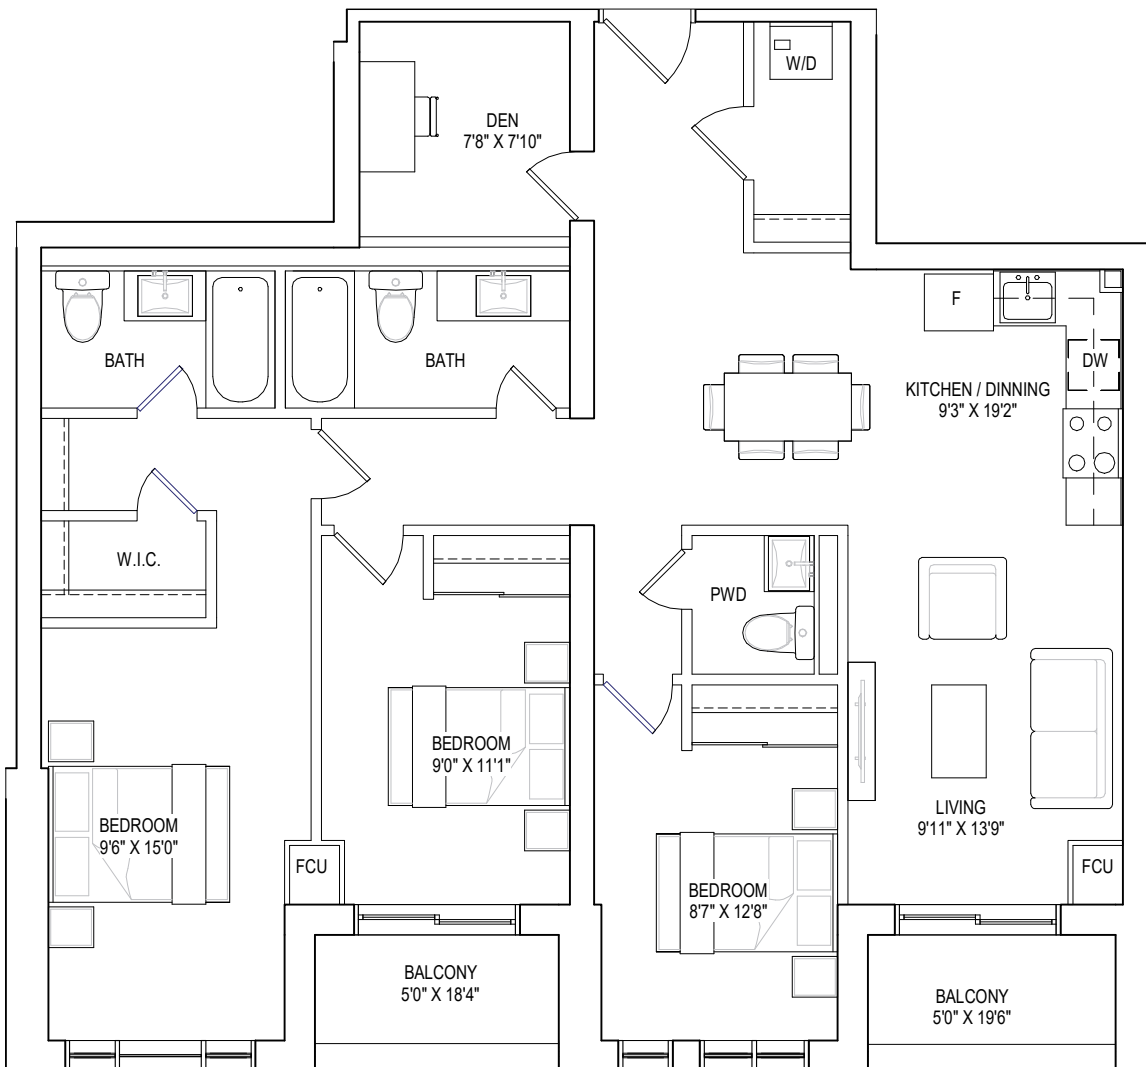 W/D
DEN
7'8" X 7'10"
F
BATH
BATH
DW
KITCHEN / DINNING
9'3" X 19'2"
W.I.C.
PWD
BEDROOM
9'0" X 11'1"
LIVING
9'11" X 13'9"
BEDROOM
9'6" X 15'0"
FCU
FCU
BEDROOM
8'7" X 12'8"
BALCONY
5'0" X 18'4"
BALCONY
5'0" X 19'6"